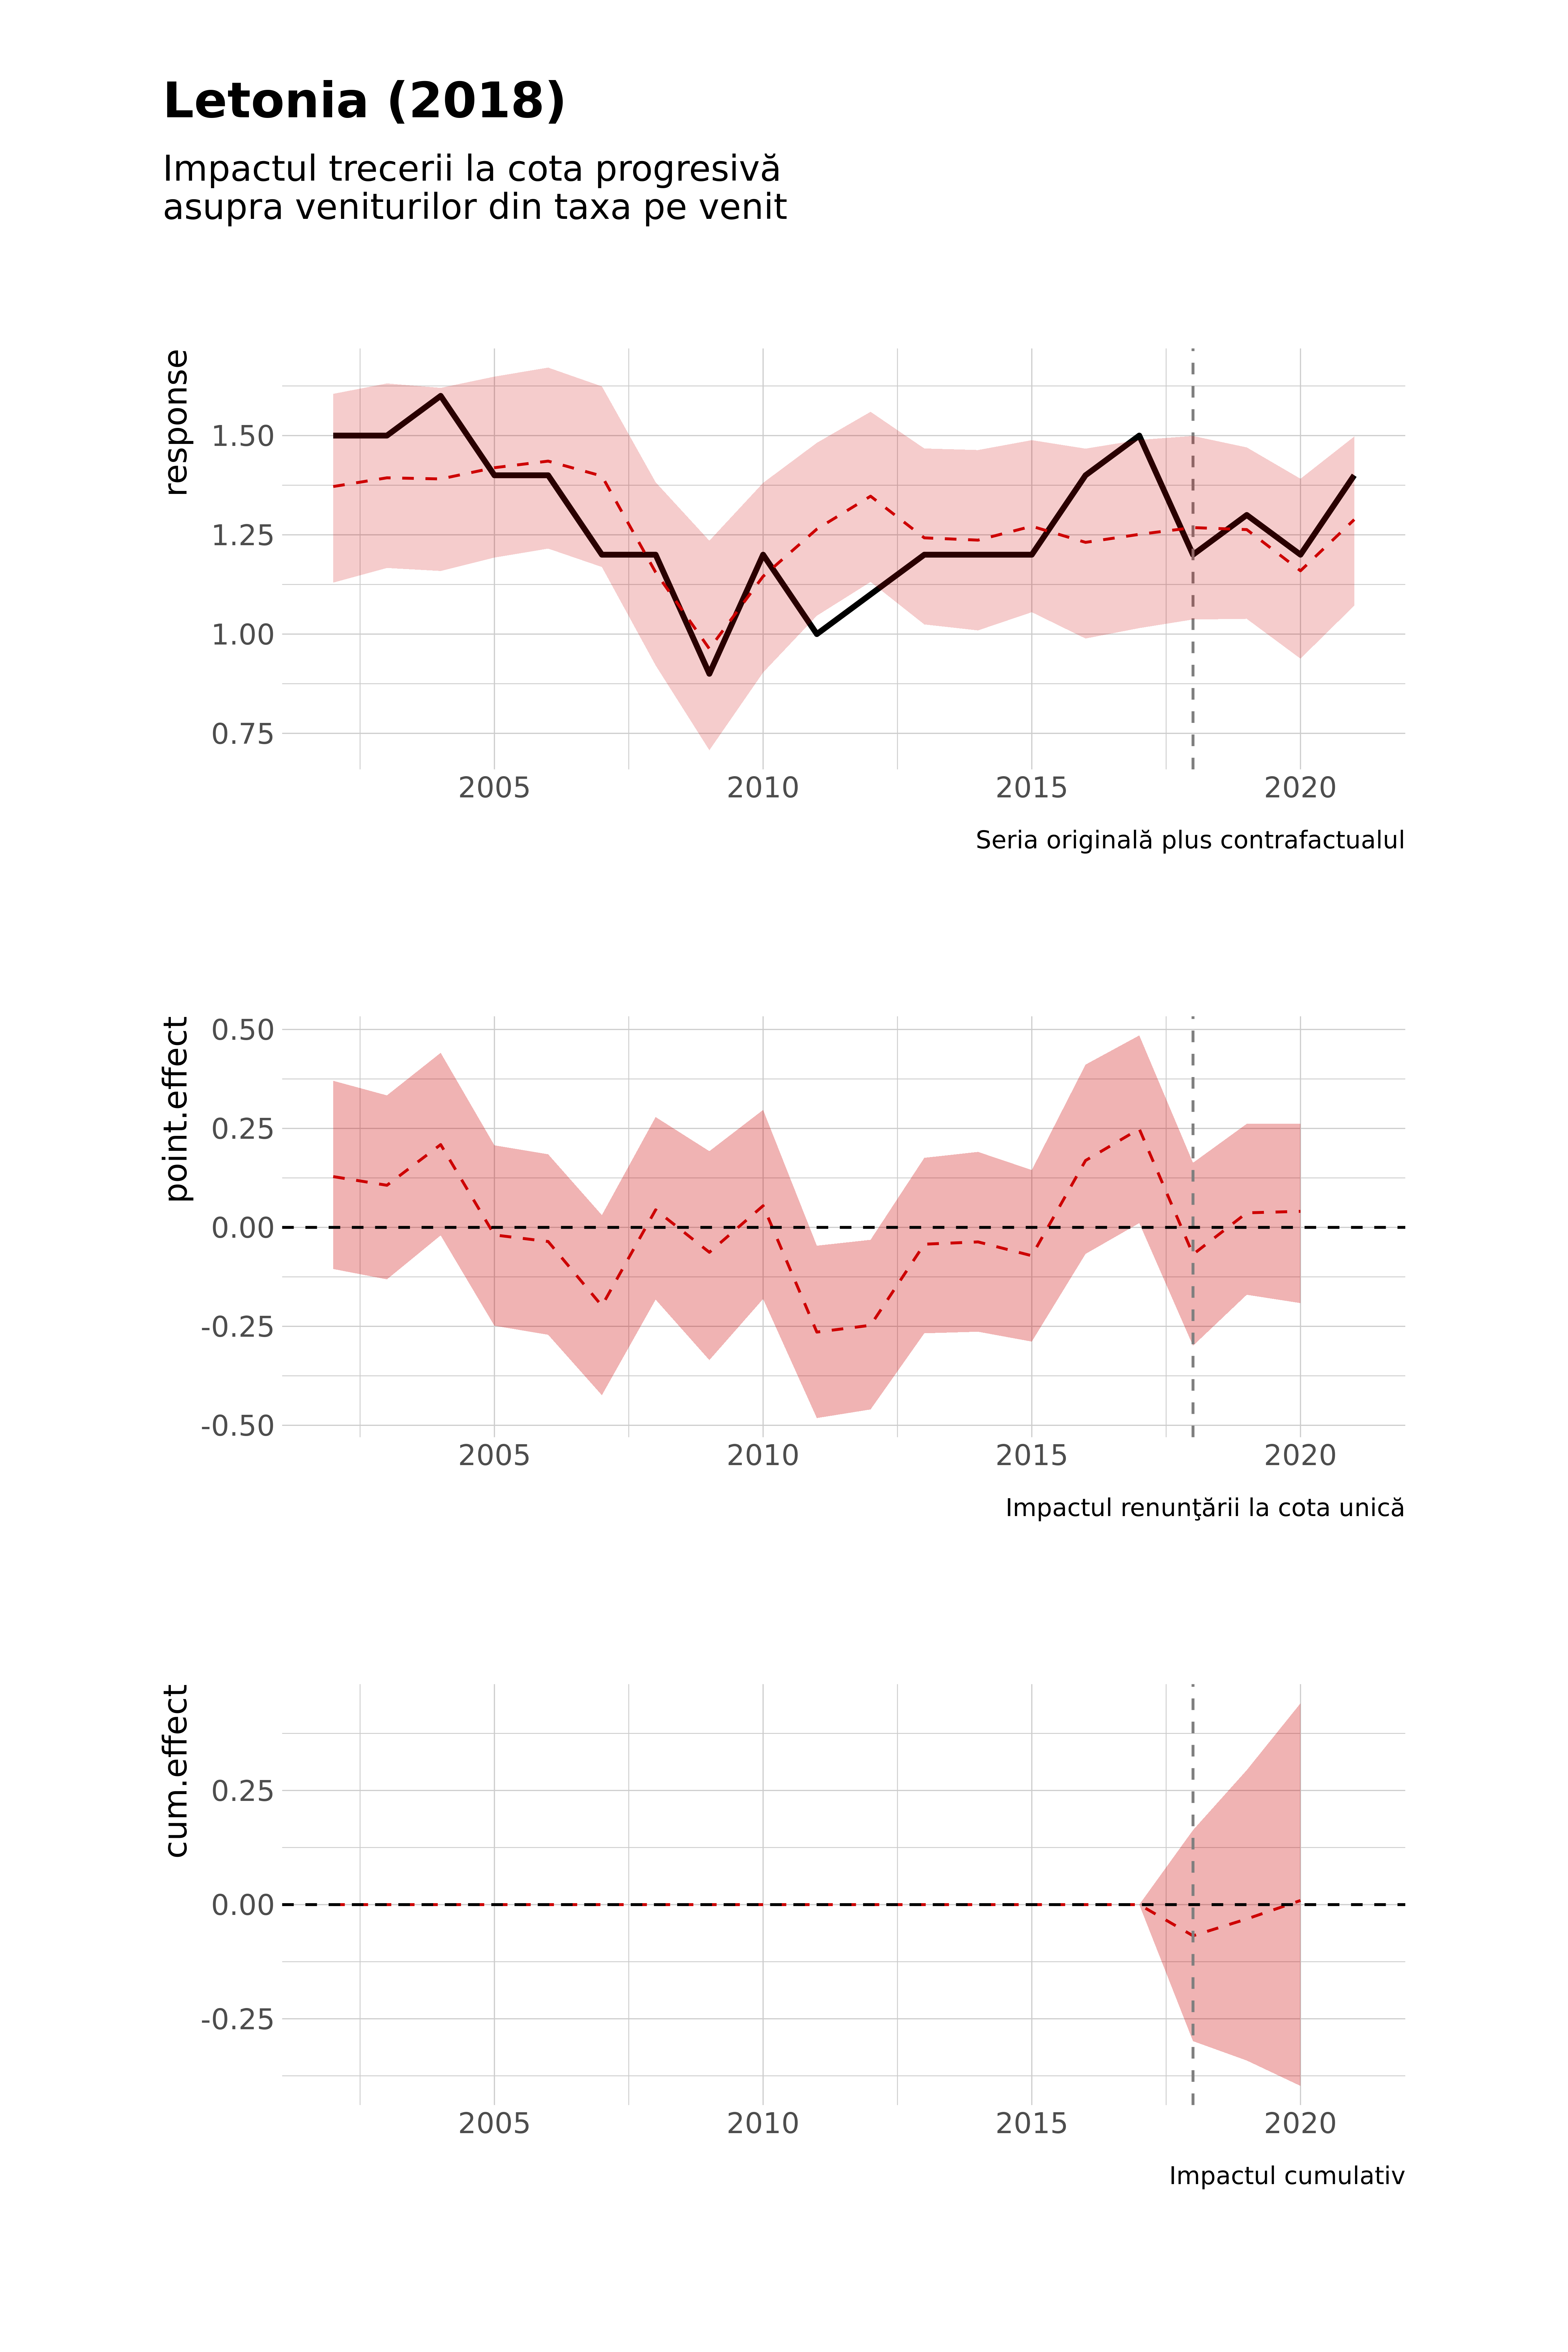 Letonia (2018)
Impactul trecerii la cota progresivă
asupra veniturilor din taxa pe venit
response
1.50
1.25
1.00
0.75
2005 2010 2015 2020
Seria originală plus contrafactualul
point.effect
0.50
0.25
0.00
-0.25
-0.50
2005 2010 2015 2020
Impactul renunţării la cota unică
cum.effect
0.25
0.00
-0.25
2005 2010 2015 2020
Impactul cumulativ